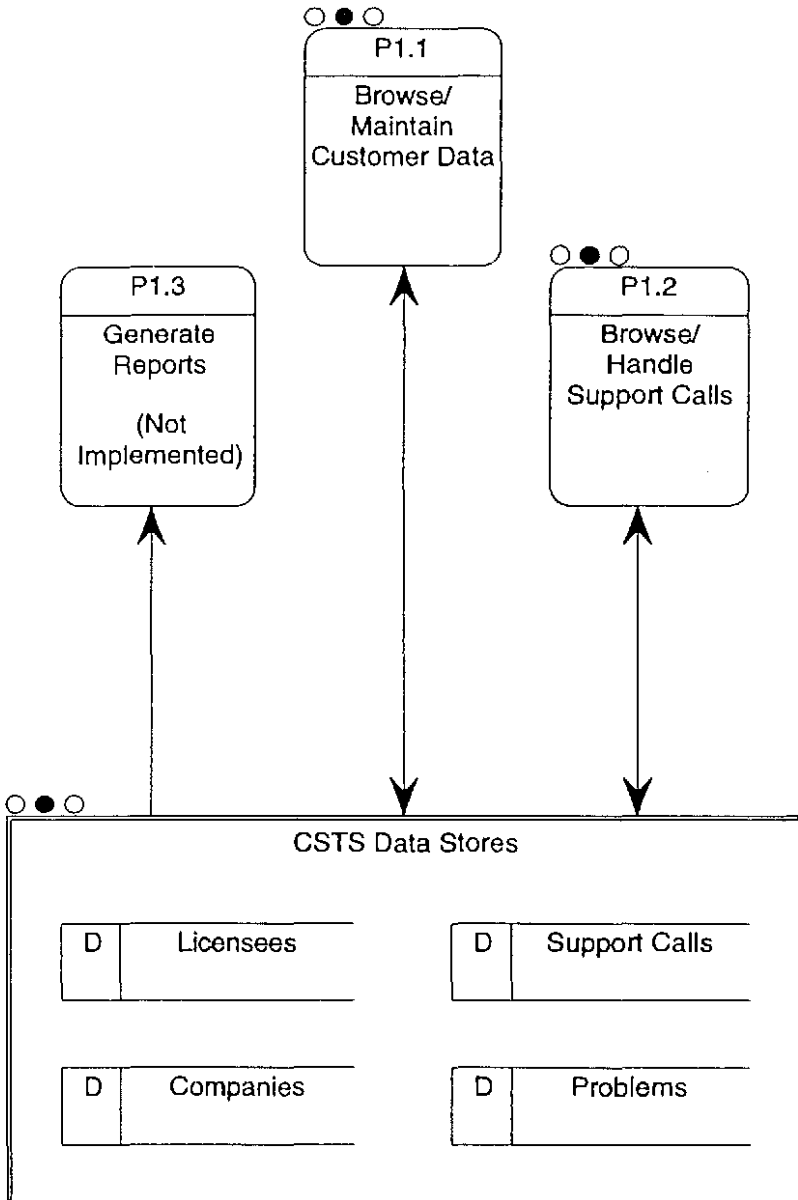 P1.1
Browse/
Maintain
Customer Data
P1.3
Generate
Reports
(Not
Implemented)
P1.2
Browse/
Handle
Support Calls
CSTS Data Stores
D Licensees
D Support Calls
D Companies
D Problems